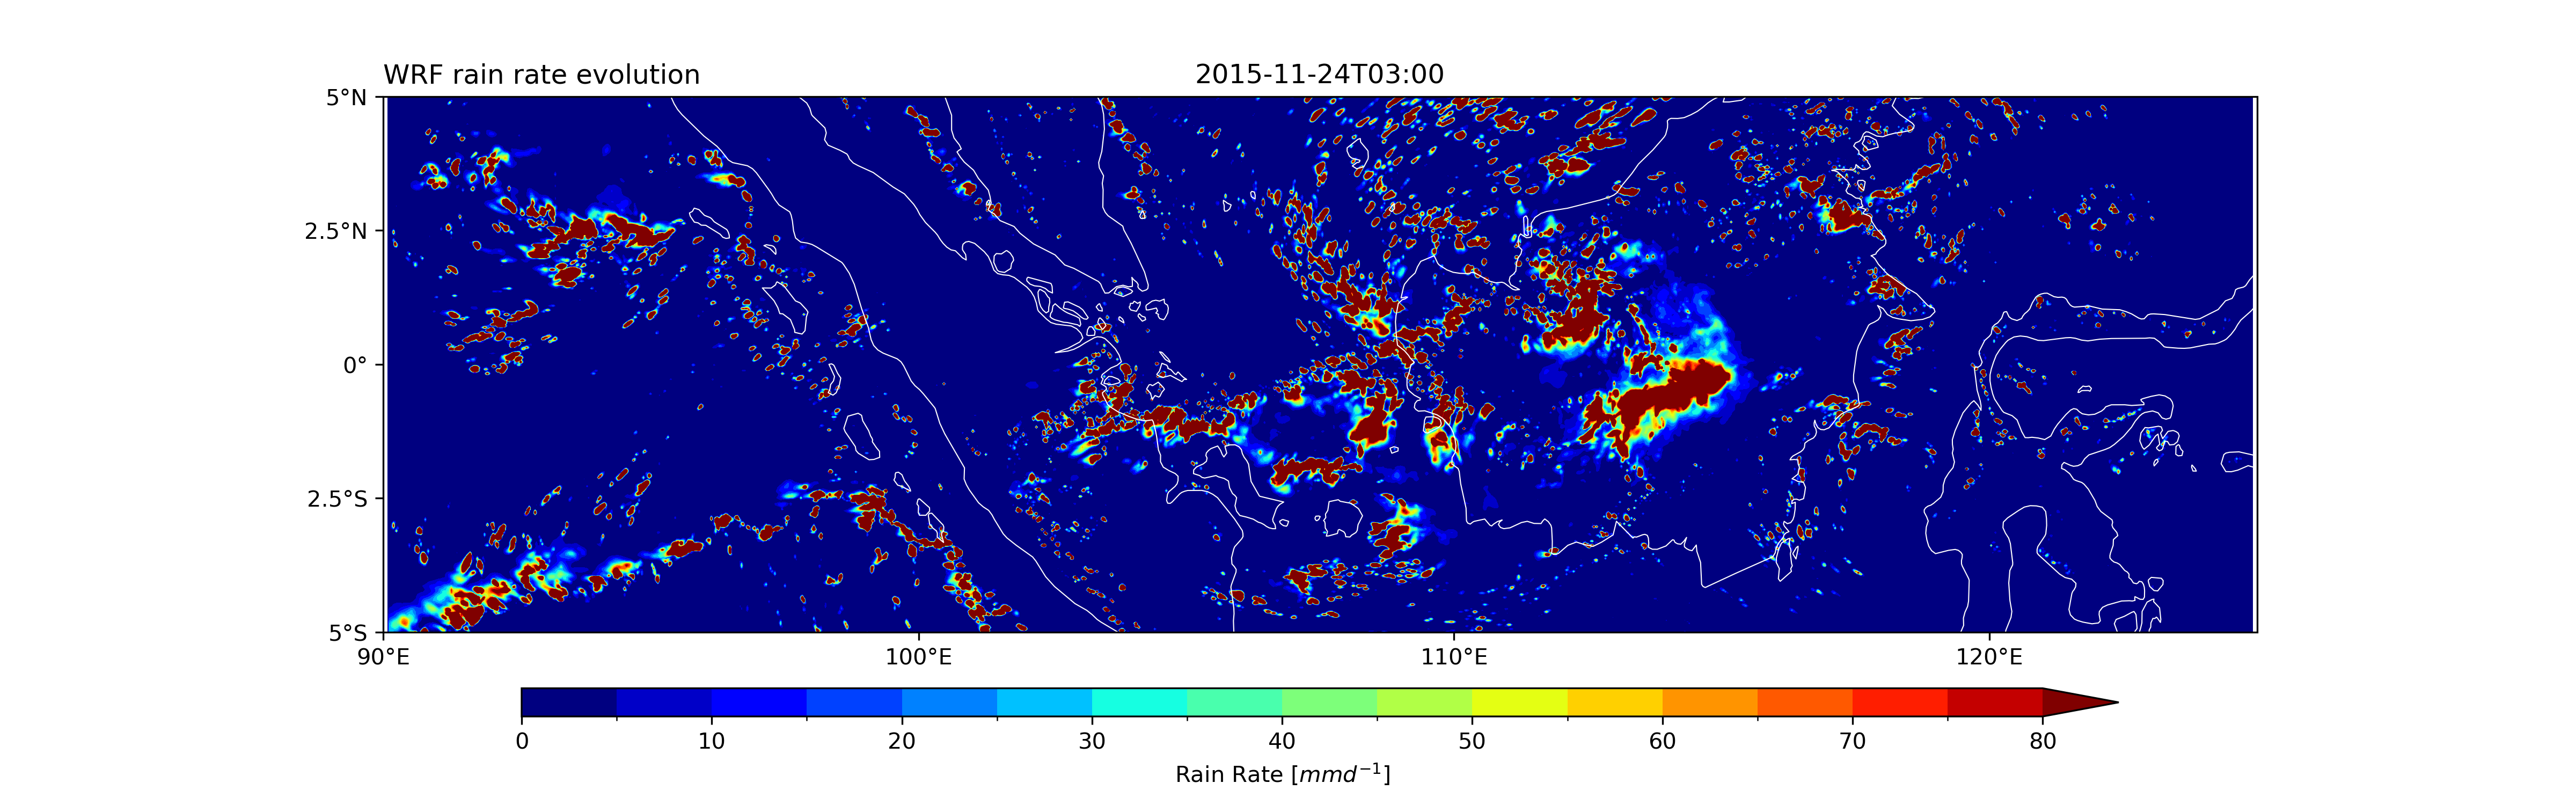 WRF rain rate evolution 2015-11-24T03:00
5°N
2.5°N
0°
2.5°S
5°S
90°E 100°E 110°E 120°E
0 10 20 30 40 50 60 70 80
Rain Rate [mmd⁻¹]